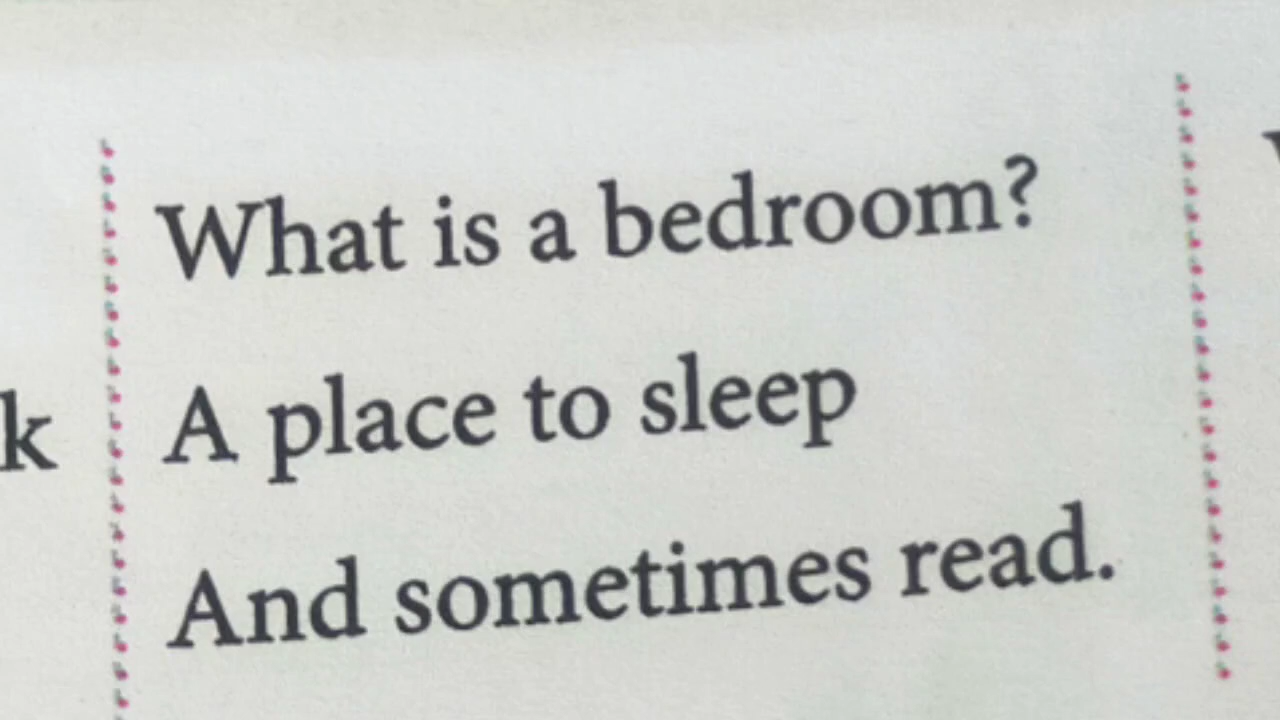 What is a bedroom?
A place to sleep
And sometimes read.